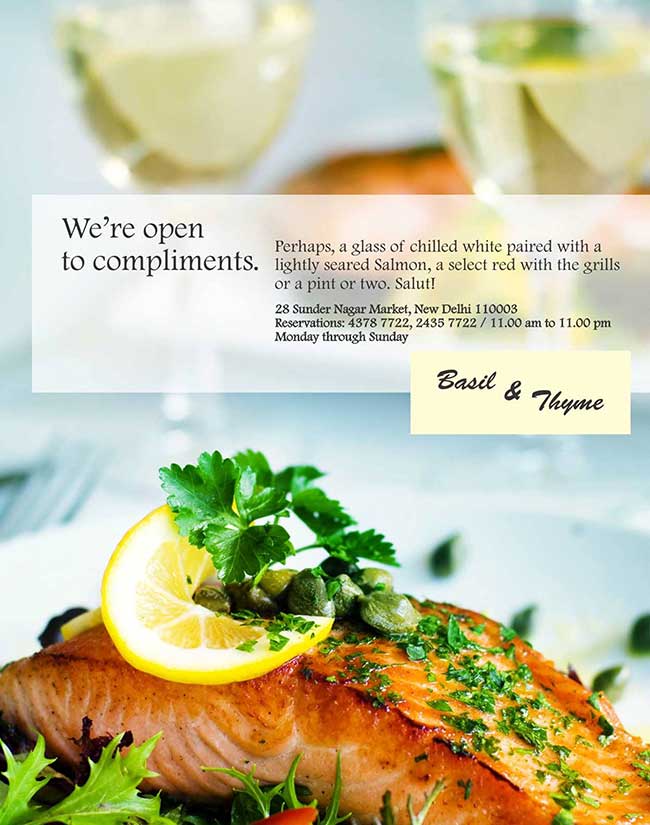 We're open
to compliments.
Perhaps, a glass of chilled white paired with a
lightly seared Salmon, a select red with the grills
or a pint or two. Salut!
28 Sunder Nagar Market, New Delhi 110003
Reservations: 4378 7722, 2435 7722 / 11.00 am to 11.00 pm
Monday through Sunday
Basil & Thyme